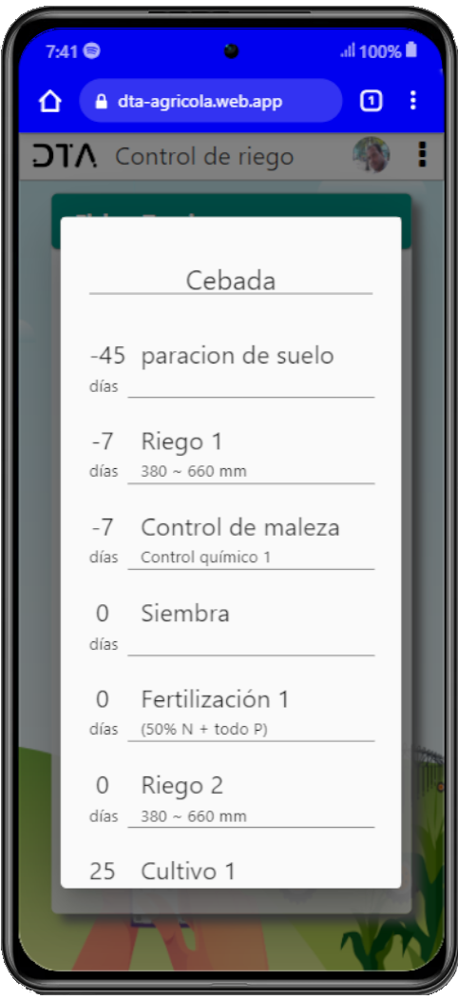 7:41 100%
dta-agricola.web.app 1
DTA Control de riego
Cebada
-45 paracion de suelo
días
-7 Riego 1
días 380 ~ 660 mm
-7 Control de maleza
días Control químico 1
0 Siembra
días
0 Fertilización 1
días (50% N + todo P)
0 Riego 2
días 380 ~ 660 mm
25 Cultivo 1